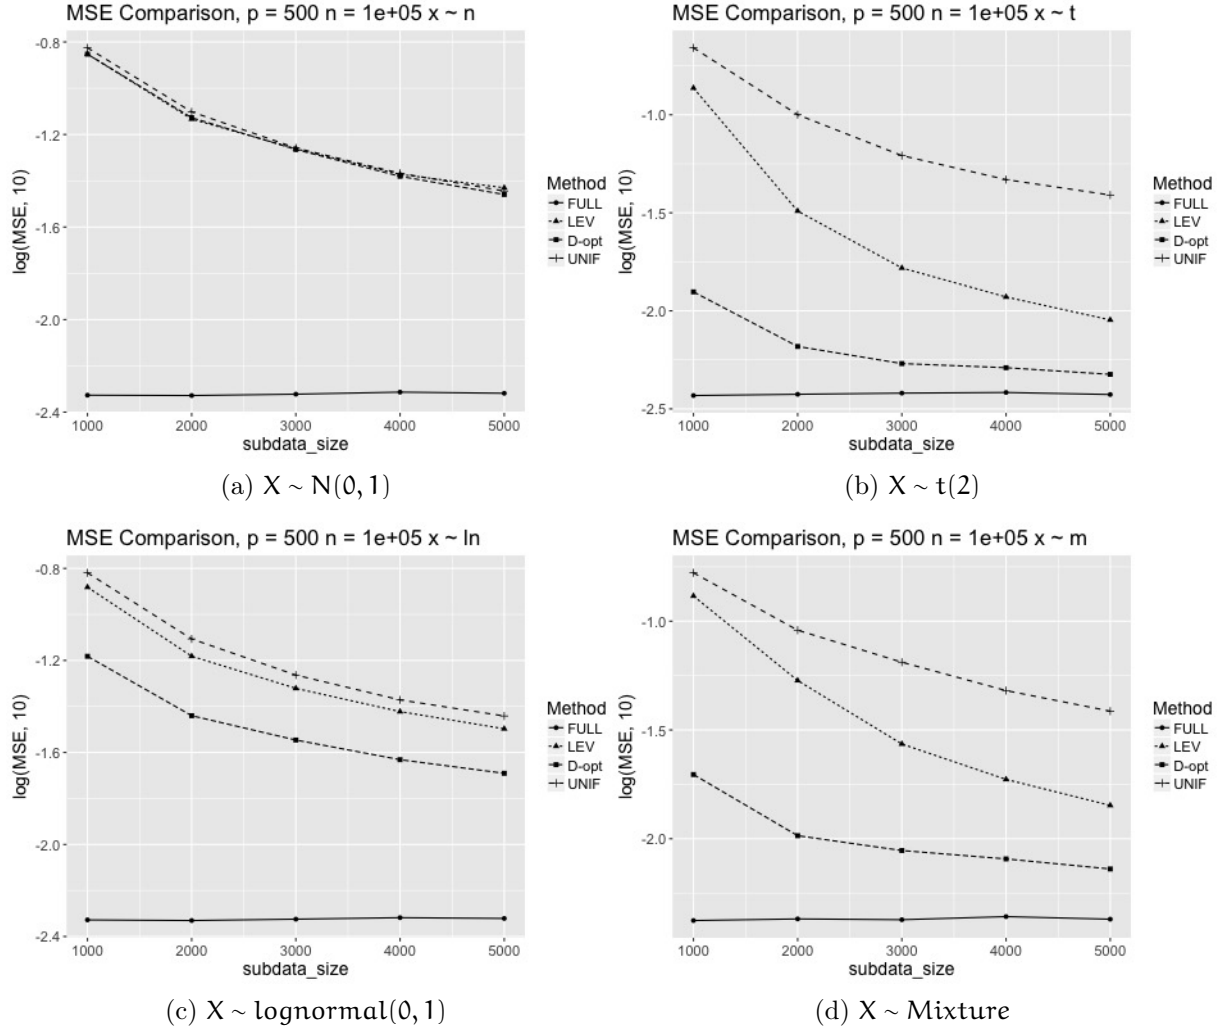 MSE Comparison, p = 500 n = 1e+05 x ~ n
-0.8
-1.2
-1.6
-2.0
-2.4
log(MSE, 10)
1000 2000 3000 4000 5000
subdata_size
Method
FULL
LEV
D-opt
UNIF
(a) X ~ N(0, 1)
MSE Comparison, p = 500 n = 1e+05 x ~ t
-1.0
-1.5
-2.0
-2.5
log(MSE, 10)
1000 2000 3000 4000 5000
subdata_size
Method
FULL
LEV
D-opt
UNIF
(b) X ~ t(2)
MSE Comparison, p = 500 n = 1e+05 x ~ ln
-0.8
-1.2
-1.6
-2.0
-2.4
log(MSE, 10)
1000 2000 3000 4000 5000
subdata_size
Method
FULL
LEV
D-opt
UNIF
(c) X ~ lognormal(0, 1)
MSE Comparison, p = 500 n = 1e+05 x ~ m
-1.0
-1.5
-2.0
log(MSE, 10)
1000 2000 3000 4000 5000
subdata_size
Method
FULL
LEV
D-opt
UNIF
(d) X ~ Mixture